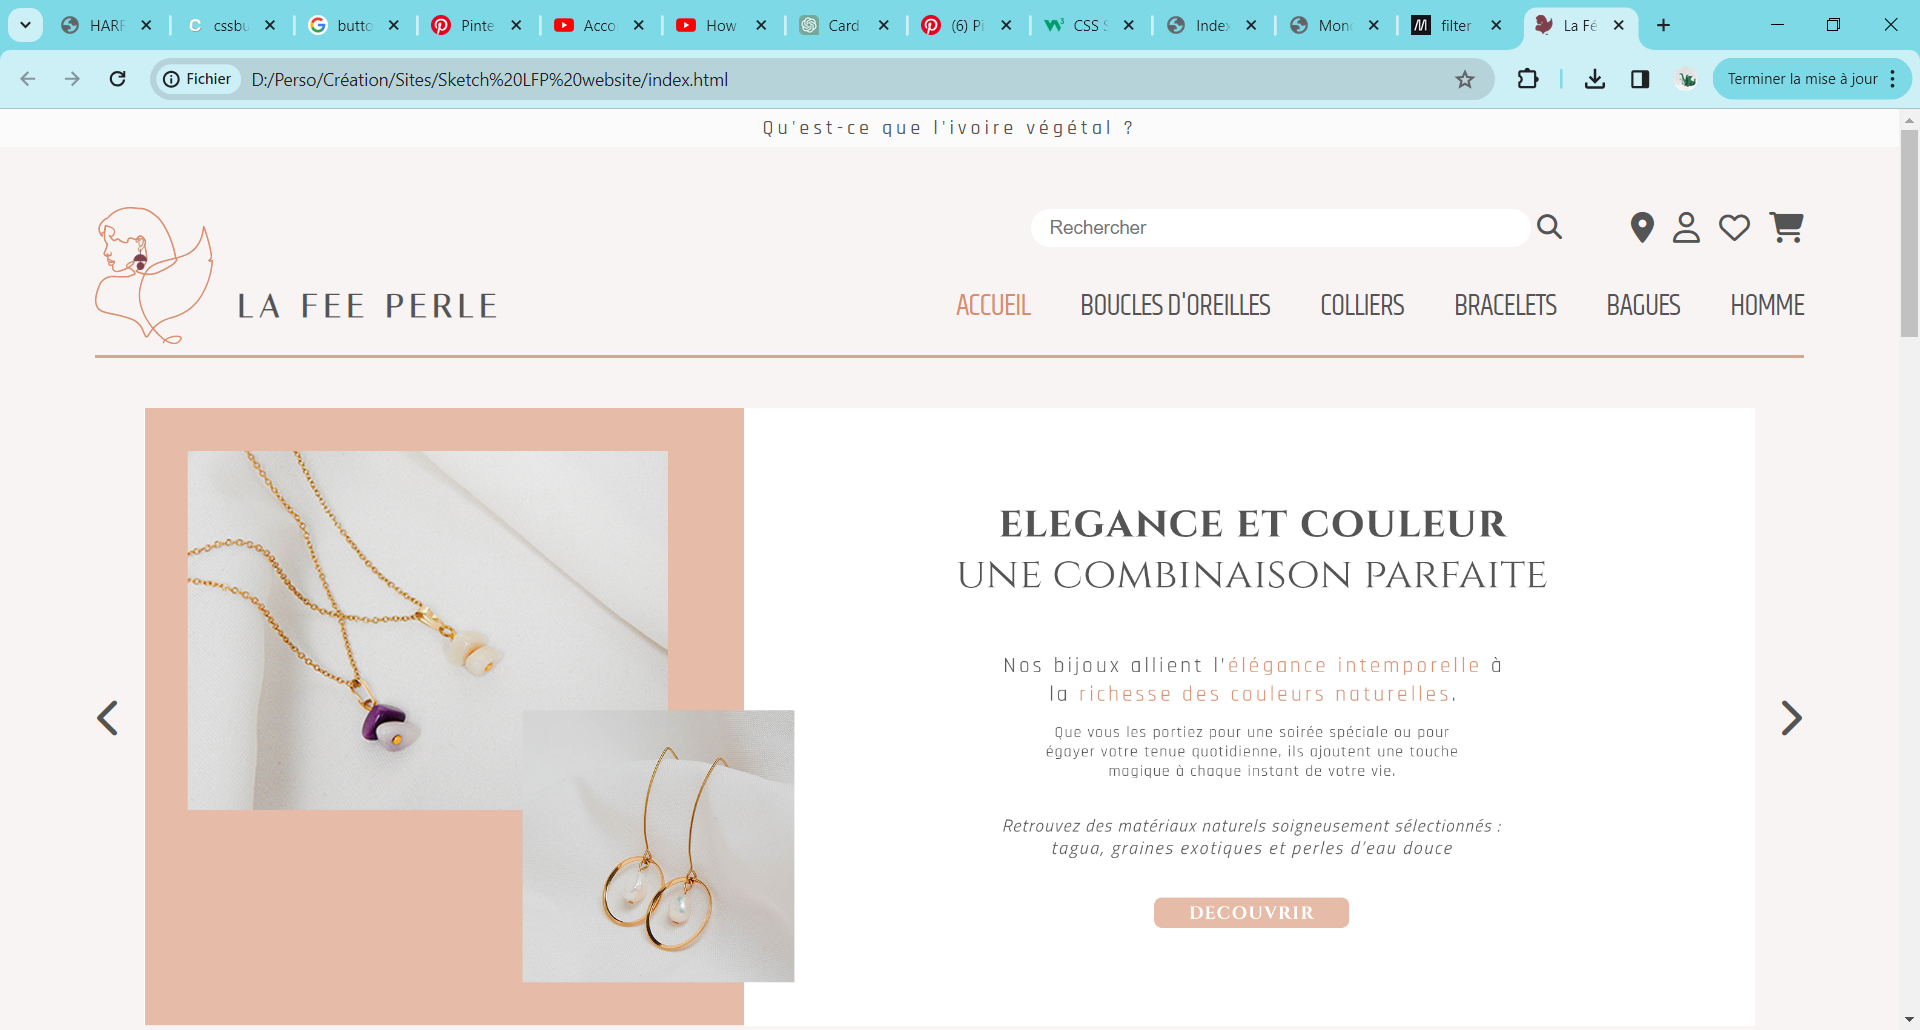 HARF
cssbu
butto
Pinte
Acco
How
Card
(6) Pi
CSS S
Index
Mon
filter
La Fé
Fichier
D:/Perso/Création/Sites/Sketch%20LFP%20website/index.html
Terminer la mise à jour
Qu'est-ce que l'ivoire végétal ?
Rechercher
LA FEE PERLE
ACCUEIL BOUCLES D'OREILLES COLLIERS BRACELETS BAGUES HOMME
ELEGANCE ET COULEUR
UNE COMBINAISON PARFAITE
Nos bijoux allient l'élégance intemporelle à
la richesse des couleurs naturelles.
Que vous les portiez pour une soirée spéciale ou pour
égayer votre tenue quotidienne, ils ajoutent une touche
magique à chaque instant de votre vie.
Retrouvez des matériaux naturels soigneusement sélectionnés :
tagua, graines exotiques et perles d'eau douce
DECOUVRIR